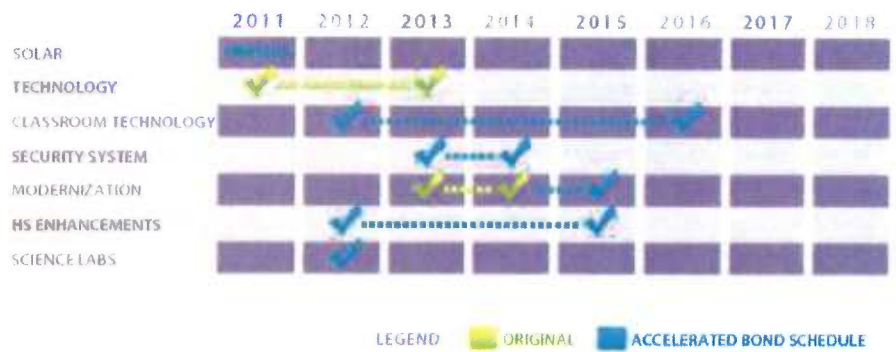 2011 2012 2013 2014 2015 2016 2017 2018
SOLAR
TECHNOLOGY
CLASSROOM TECHNOLOGY
SECURITY SYSTEM
MODERNIZATION
HS ENHANCEMENTS
SCIENCE LABS
LEGEND ORIGINAL ACCELERATED BOND SCHEDULE